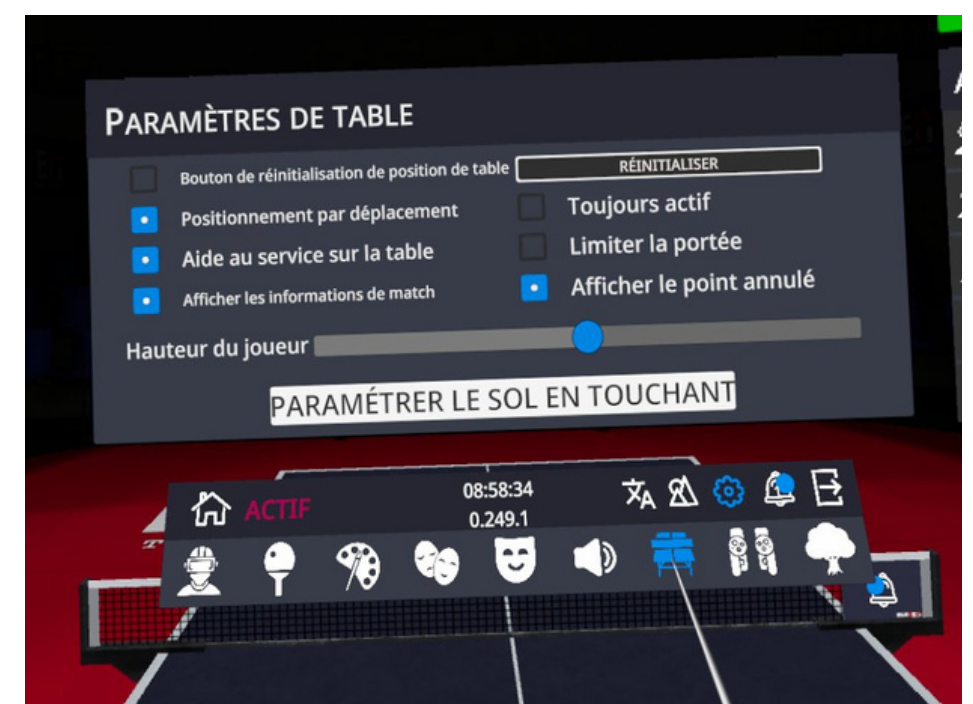 PARAMÈTRES DE TABLE
Bouton de réinitialisation de position de table RÉINITIALISER
Positionnement par déplacement Toujours actif
Aide au service sur la table Limiter la portée
Afficher les informations de match Afficher le point annulé
Hauteur du joueur
PARAMÉTRER LE SOL EN TOUCHANT
ACTIF 08:58:34
0.249.1